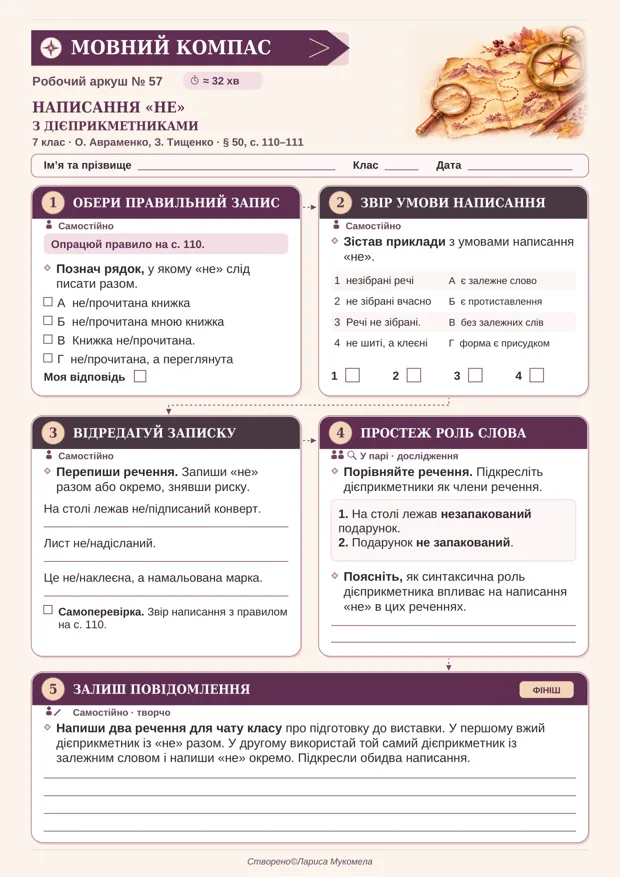 МОВНИЙ КОМПАС
Робочий аркуш № 57
≈ 32 хв
НАПИСАННЯ «НЕ»
З ДІЄПРИКМЕТНИКАМИ
7 клас · О. Авраменко, З. Тищенко · § 50, с. 110–111
Ім’я та прізвище
Клас
Дата
1 ОБЕРИ ПРАВИЛЬНИЙ ЗАПИС
Самостійно
Опрацюй правило на с. 110.
Познач рядок, у якому «не» слід
писати разом.
А не/прочитана книжка
Б не/прочитана мною книжка
В Книжка не/прочитана.
Г не/прочитана, а переглянута
Моя відповідь
2 ЗВІР УМОВИ НАПИСАННЯ
Самостійно
Зістав приклади з умовами написання
«не».
1 незібрані речі А є залежне слово
2 не зібрані вчасно Б є протиставлення
3 Речі не зібрані. В без залежних слів
4 не шиті, а клеєні Г форма є присудком
1 2 3 4
3 ВІДРЕДАГУЙ ЗАПИСКУ
Самостійно
Перепиши речення. Запиши «не»
разом або окремо, знявши риску.
На столі лежав не/підписаний конверт.
Лист не/надісланий.
Це не/наклеєна, а намальована марка.
Самоперевірка. Звір написання з правилом
на с. 110.
4 ПРОСТЕЖ РОЛЬ СЛОВА
У парі · дослідження
Порівняйте речення. Підкресліть
дієприкметники як члени речення.
1. На столі лежав незапакований
подарунок.
2. Подарунок не запакований.
Поясніть, як синтаксична роль
дієприкметника впливає на написання
«не» в цих реченнях.
5 ЗАЛИШ ПОВІДОМЛЕННЯ
ФІНІШ
Самостійно · творчо
Напиши два речення для чату класу про підготовку до виставки. У першому вжий
дієприкметник із «не» разом. У другому використай той самий дієприкметник із
залежним словом і напиши «не» окремо. Підкресли обидва написання.
Створено©Лариса Мукомела